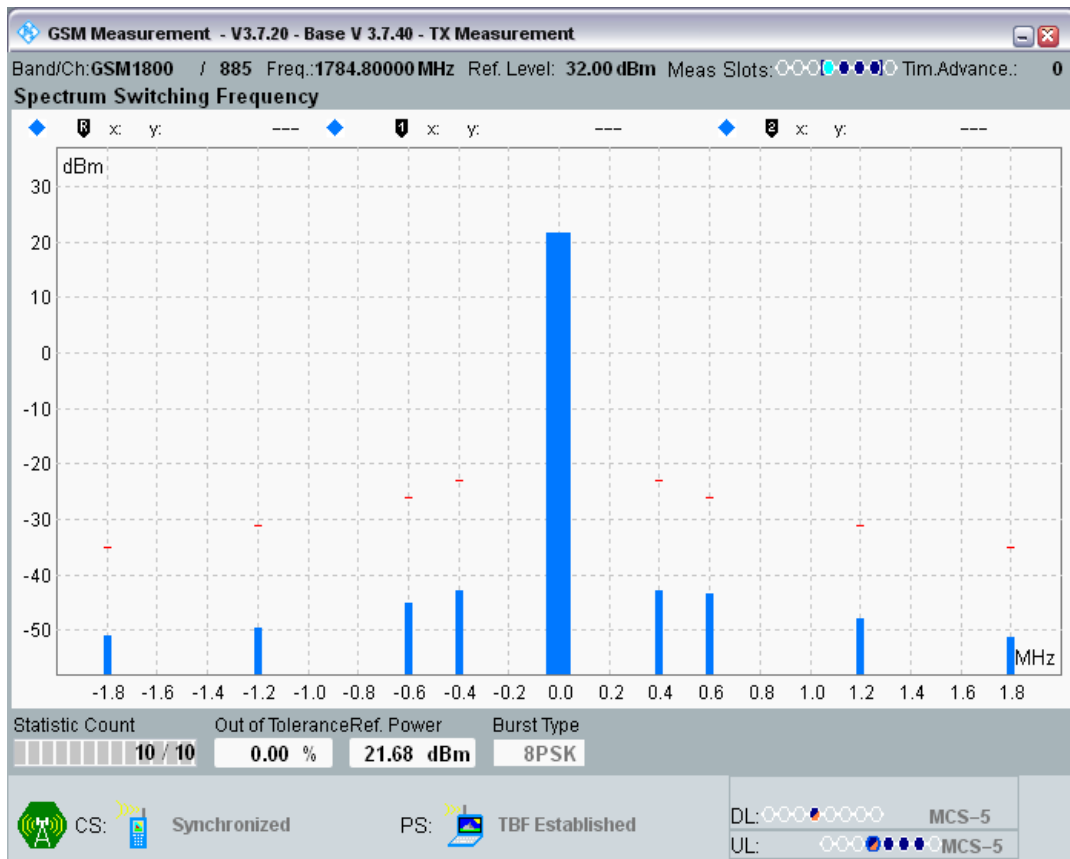 GSM Measurement - V3.7.20 - Base V 3.7.40 - TX Measurement
Band/Ch:GSM1800 / 885 Freq.:1784.80000 MHz Ref. Level: 32.00 dBm Meas Slots: Tim.Advance.: 0
Spectrum Switching Frequency
R x: y: --- 1 x: y: --- 2 x: y: ---
dBm
30
20
10
0
-10
-20
-30
-40
-50
MHz
-1.8 -1.6 -1.4 -1.2 -1.0 -0.8 -0.6 -0.4 -0.2 0.0 0.2 0.4 0.6 0.8 1.0 1.2 1.4 1.6 1.8
Statistic Count Out of Tolerance Ref. Power Burst Type
10 / 10 0.00 % 21.68 dBm 8PSK
CS: Synchronized PS: TBF Established
DL: MCS-5
UL: MCS-5